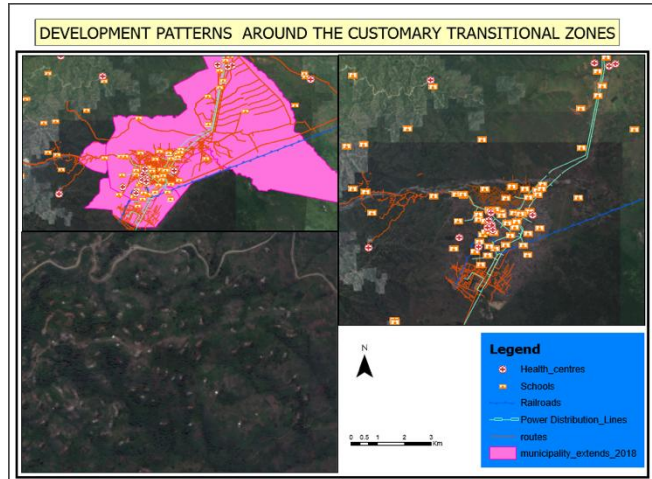 DEVELOPMENT PATTERNS AROUND THE CUSTOMARY TRANSITIONAL ZONES
N
0 0.5 1 2 3
Km
Legend
Health_centres
Schools
Railroads
Power Distribution_Lines
routes
municipality_extends_2018